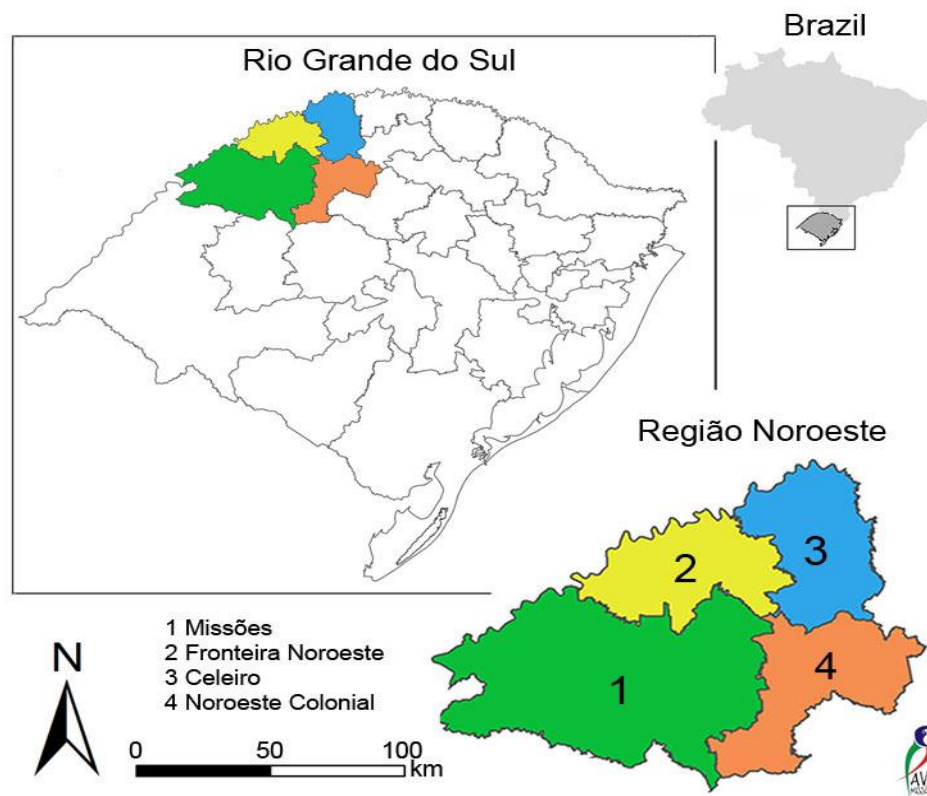 Brazil
Rio Grande do Sul
Região Noroeste
2
3
1
4
1 Missões
2 Fronteira Noroeste
3 Celeiro
4 Noroeste Colonial
N
0 50 100
km